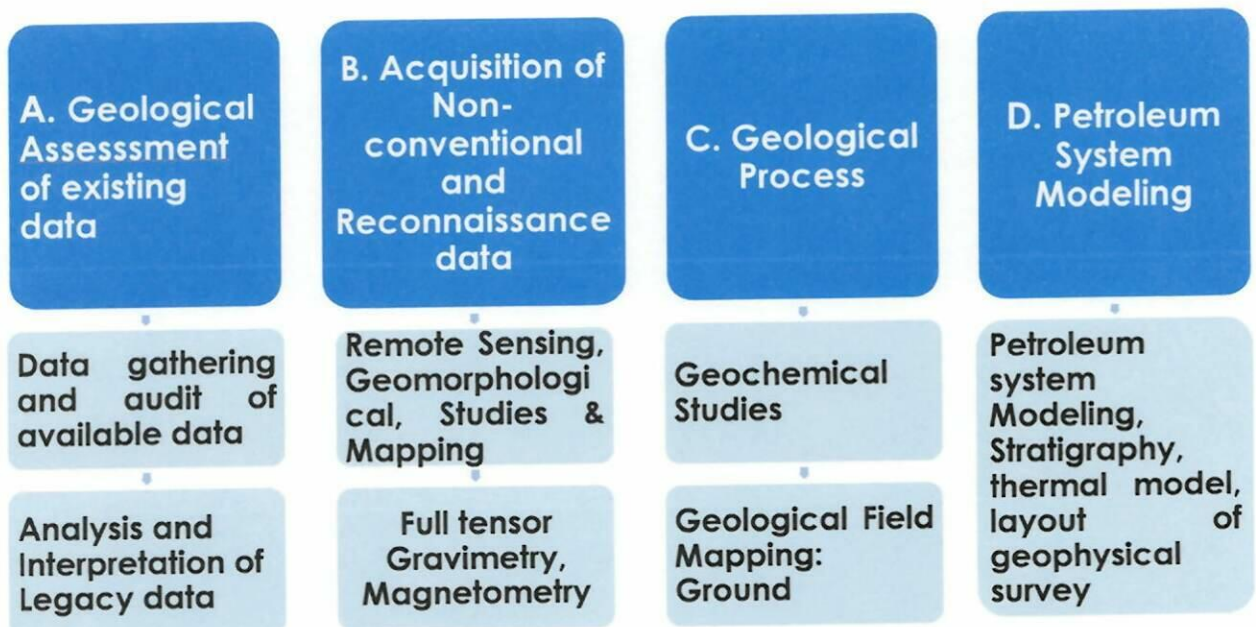 A. Geological
Assesssment
of existing
data
Data gathering
and audit of
available data
Analysis and
Interpretation of
Legacy data
B. Acquisition of
Non-
conventional
and
Reconnaissance
data
Remote Sensing,
Geomorphologi
cal, Studies &
Mapping
Full tensor
Gravimetry,
Magnetometry
C. Geological
Process
Geochemical
Studies
Geological Field
Mapping:
Ground
D. Petroleum
System
Modeling
Petroleum
system
Modeling,
Stratigraphy,
thermal model,
layout of
geophysical
survey